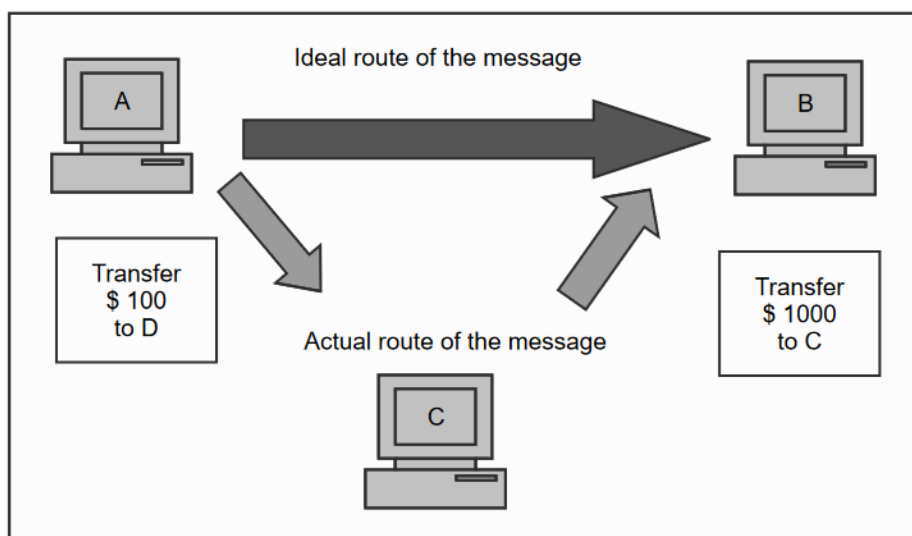 Ideal route of the message
A
B
Transfer
$ 100
to D
Transfer
$ 1000
to C
Actual route of the message
C